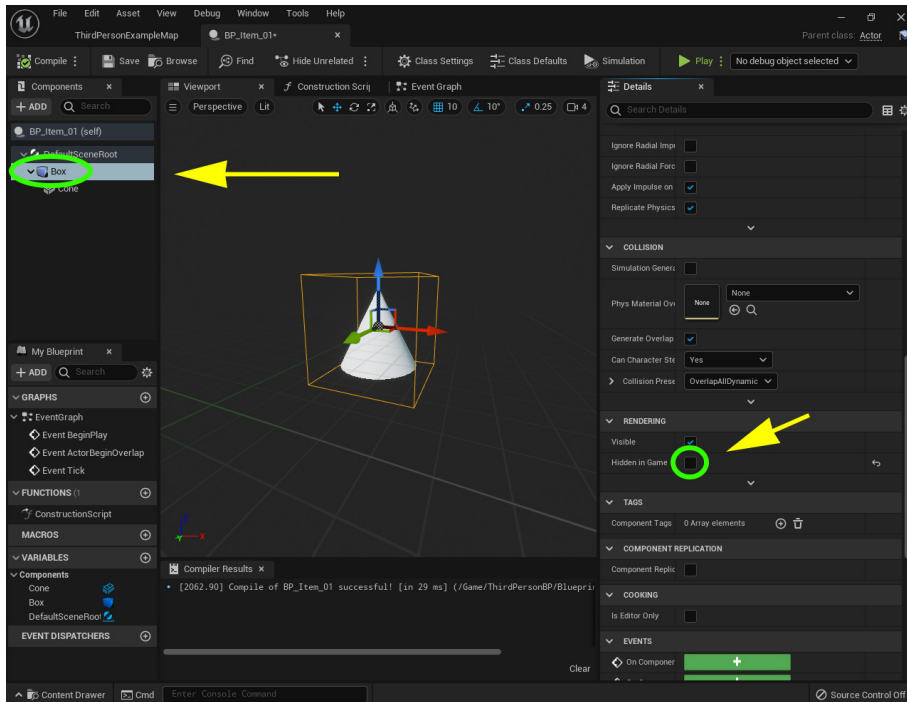 File Edit Asset View Debug Window Tools Help
ThirdPersonExampleMap
BP_Item_01•
Parent class: Actor
Compile
Save
Browse
Find
Hide Unrelated
Class Settings
Class Defaults
Simulation
Play
No debug object selected
Components
Viewport
Construction Scrip
Event Graph
Details
+ ADD
Search
Perspective
Lit
10
10°
0.25
4
Search Details
BP_Item_01 (self)
DefaultSceneRoot
Box
Cone
Ignore Radial Impu
Ignore Radial Forc
Apply Impulse on
Replicate Physics
COLLISION
Simulation Genera
Phys Material Ove
None
None
Generate Overlap
Can Character Ste
Yes
Collision Prese
OverlapAllDynamic
RENDERING
Visible
Hidden in Game
TAGS
Component Tags
0 Array elements
COMPONENT REPLICATION
Component Replic
COOKING
Is Editor Only
EVENTS
On Componer
+
My Blueprint
+ ADD
Search
GRAPHS
EventGraph
Event BeginPlay
Event ActorBeginOverlap
Event Tick
FUNCTIONS (1
ConstructionScript
MACROS
VARIABLES
Components
Cone
Box
DefaultSceneRoot
EVENT DISPATCHERS
X
Y
Compiler Results
• [2062.90] Compile of BP_Item_01 successful! [in 29 ms] (/Game/ThirdPersonBP/Blueprin
Clear
Content Drawer
Cmd
Enter Console Command
Source Control Off